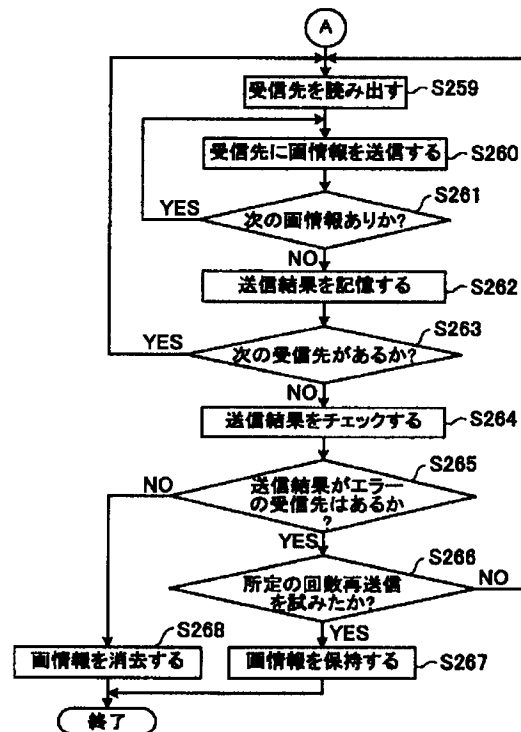 A
受信先を読み出す
S259
受信先に画情報を送信する
S260
S261
YES
次の画情報ありか?
NO
送信結果を記憶する
S262
S263
YES
次の受信先があるか?
NO
送信結果をチェックする
S264
S265
NO
送信結果がエラー
の受信先はあるか
?
YES
S266
所定の回数再送信
を試みたか?
NO
YES
S268
画情報を消去する
画情報を保持する
S267
終了